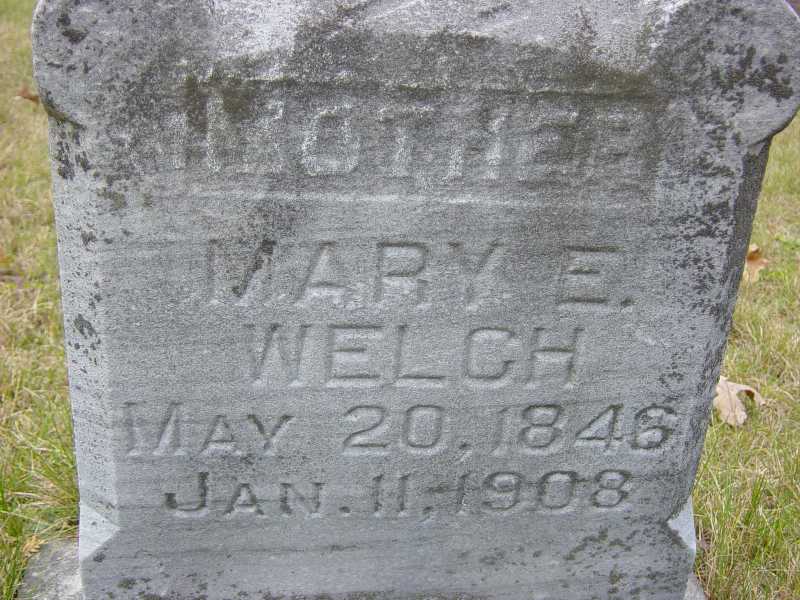 MOTHER
MARY E.
WELCH
MAY 20, 1846
JAN. 11, 1908